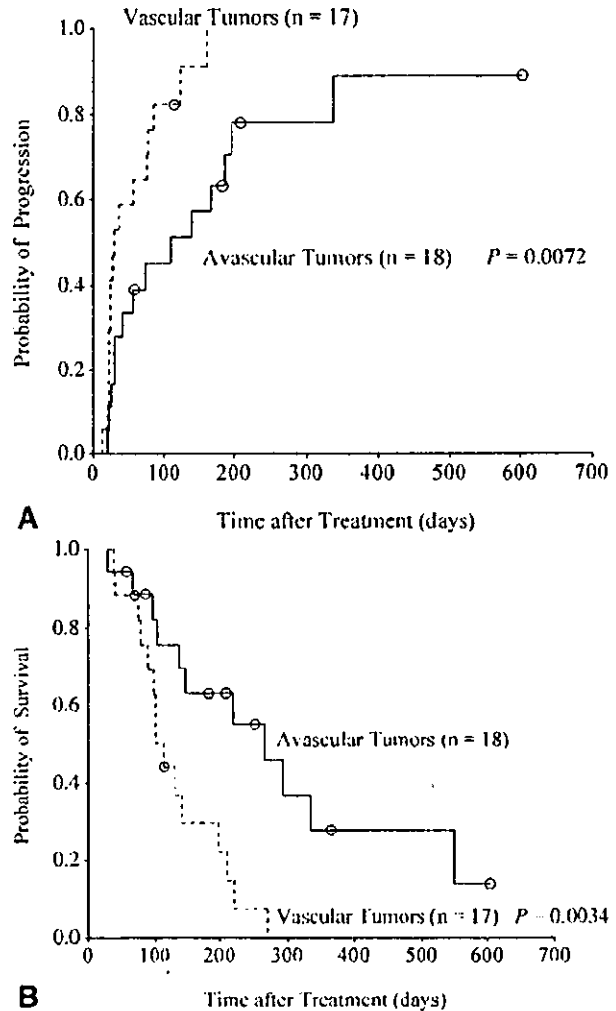 Vascular Tumors (n = 17)
1.0
0.8
0.6
0.4
0.2
0.0
Probability of Progression
Avascular Tumors (n = 18) P = 0.0072
0 100 200 300 400 500 600 700
A Time after Treatment (days)
1.0
0.8
0.6
0.4
0.2
0.0
Probability of Survival
Avascular Tumors (n = 18)
Vascular Tumors (n = 17) P = 0.0034
0 100 200 300 400 500 600 700
B Time after Treatment (days)